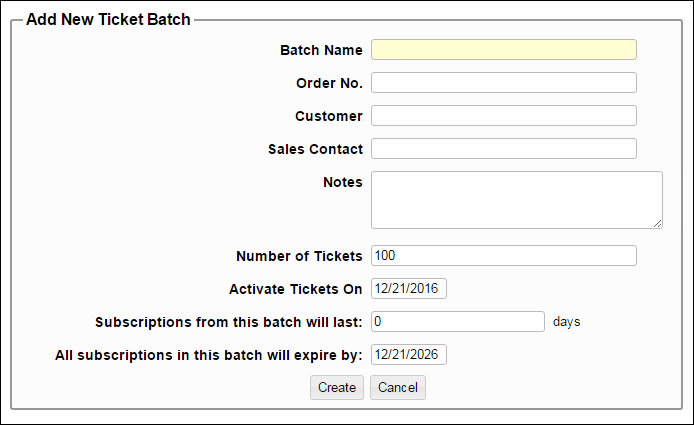 Add New Ticket Batch
Batch Name
Order No.
Customer
Sales Contact
Notes
Number of Tickets 100
Activate Tickets On 12/21/2016
Subscriptions from this batch will last: 0 days
All subscriptions in this batch will expire by: 12/21/2026
Create Cancel